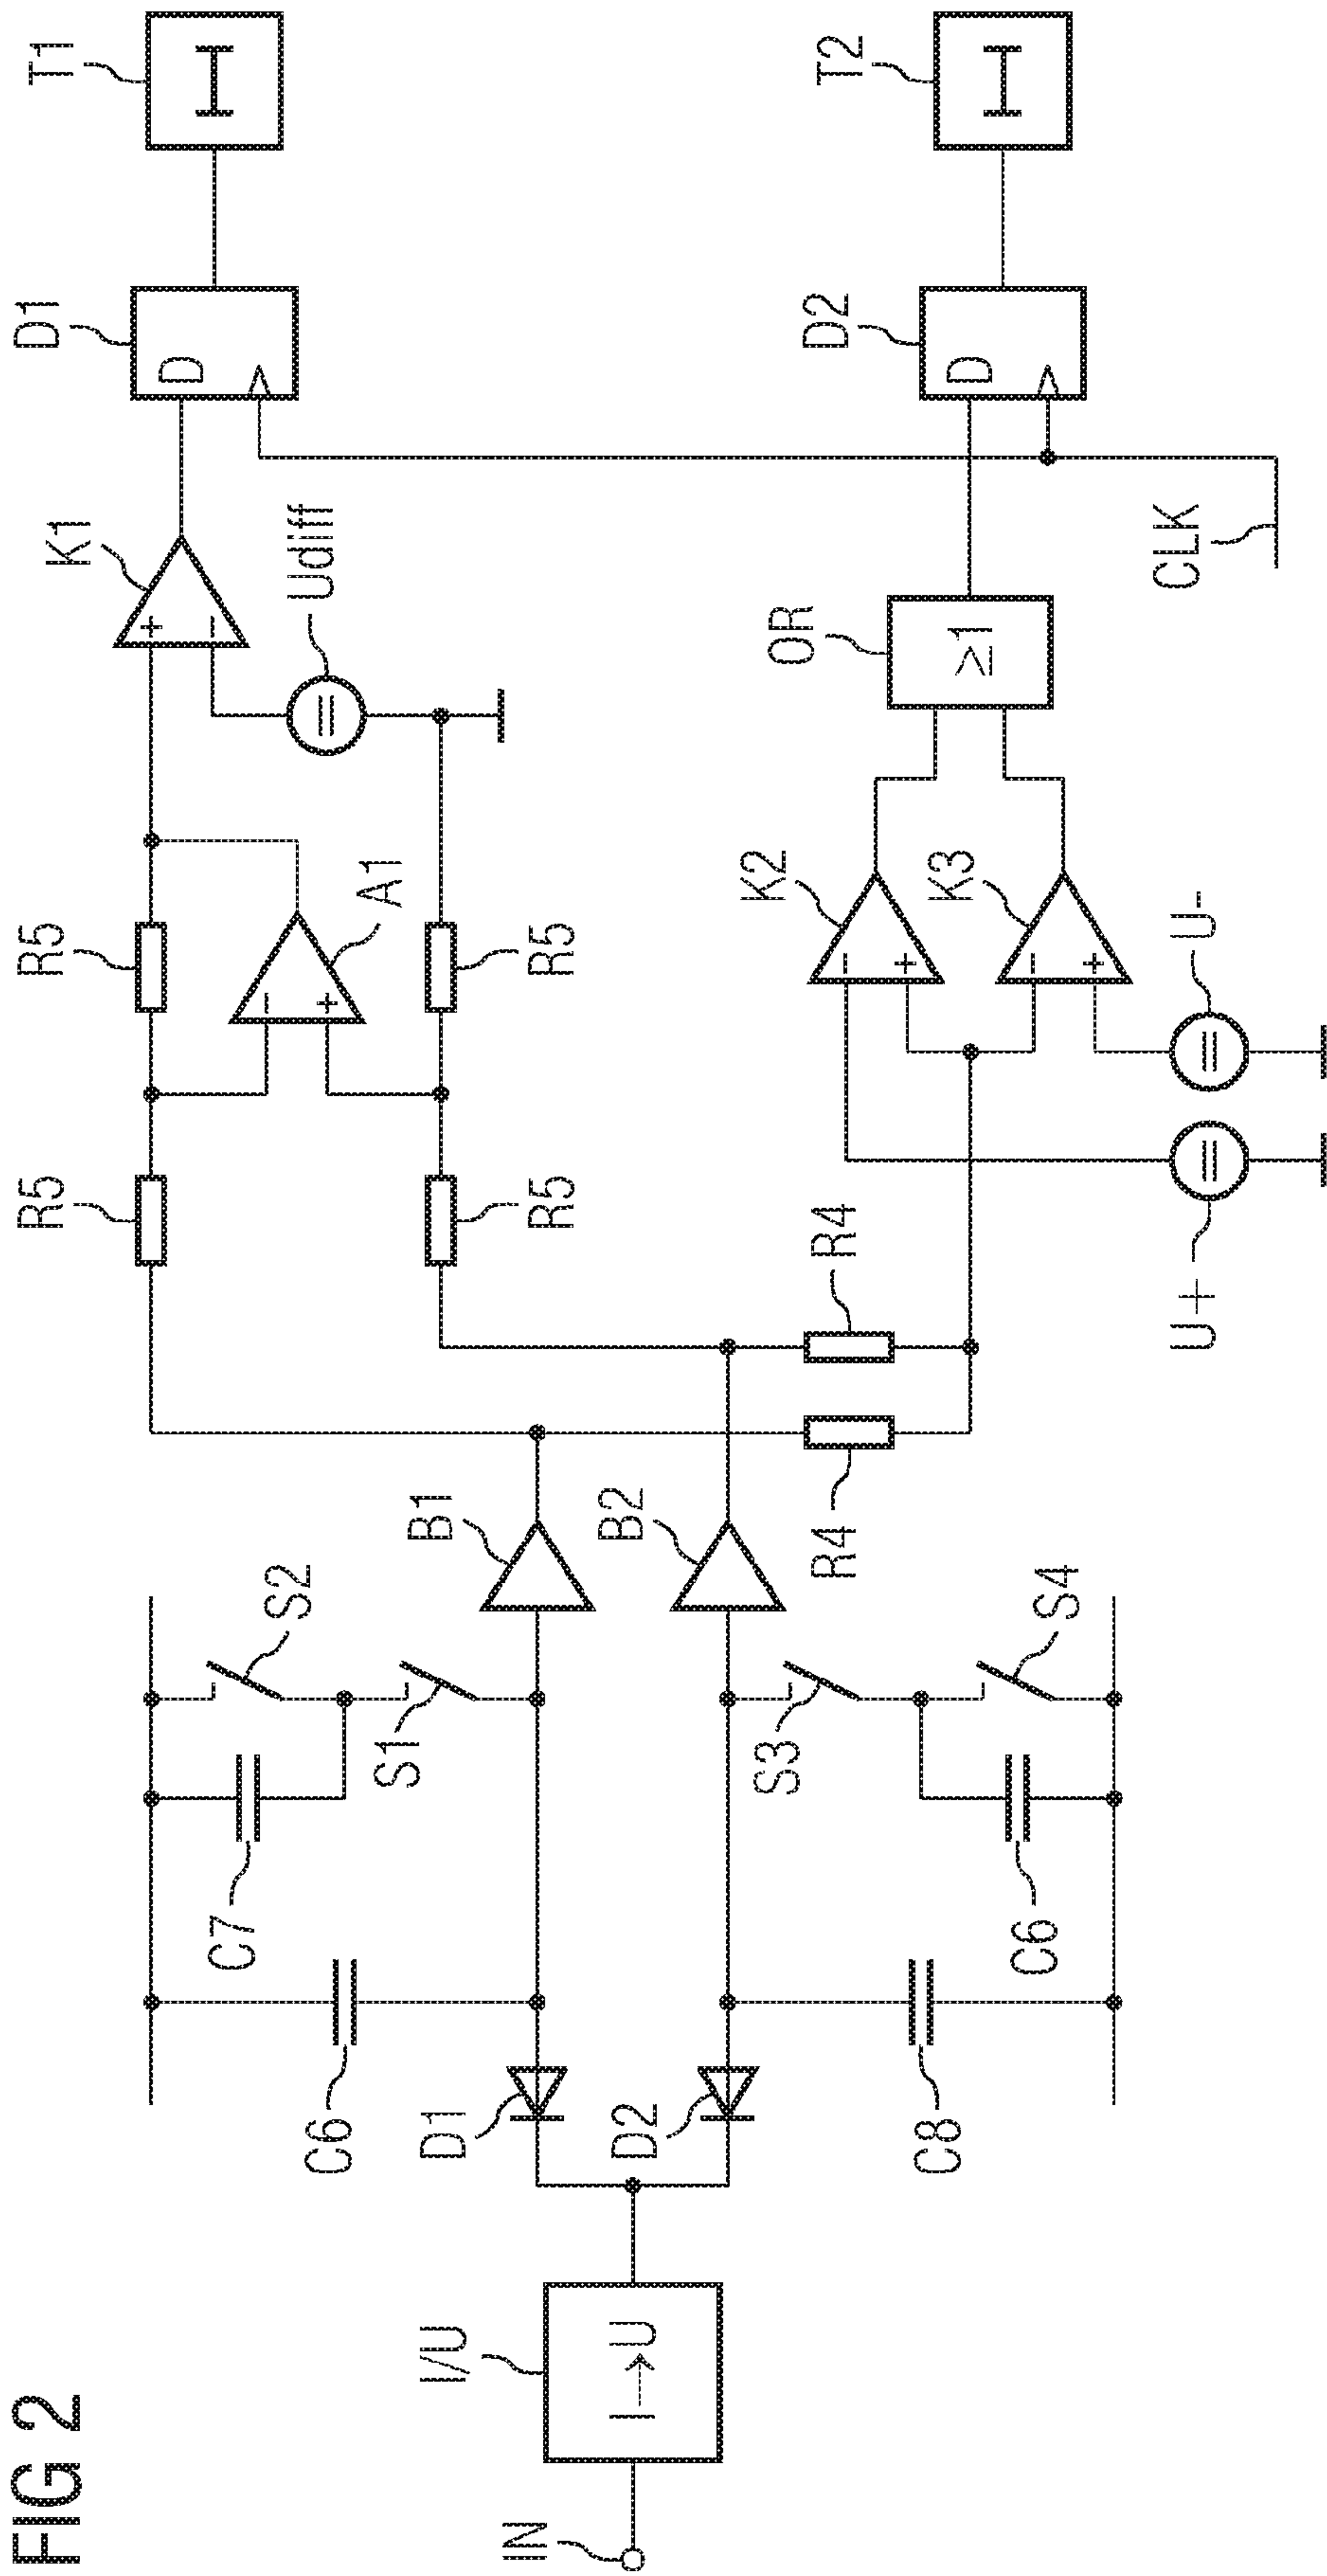 FIG 2
IN
I/U
I→U
D1
D2
C6
C7
S2
S1
C8
C6
S3
S4
B1
B2
R4
R4
R5
R5
R5
R5
A1
-
+
Udiff
=
K1
+
-
D1
D
T1
I
U+
=
U-
=
K2
-
+
K3
-
+
OR
≥1
CLK
D2
D
T2
I